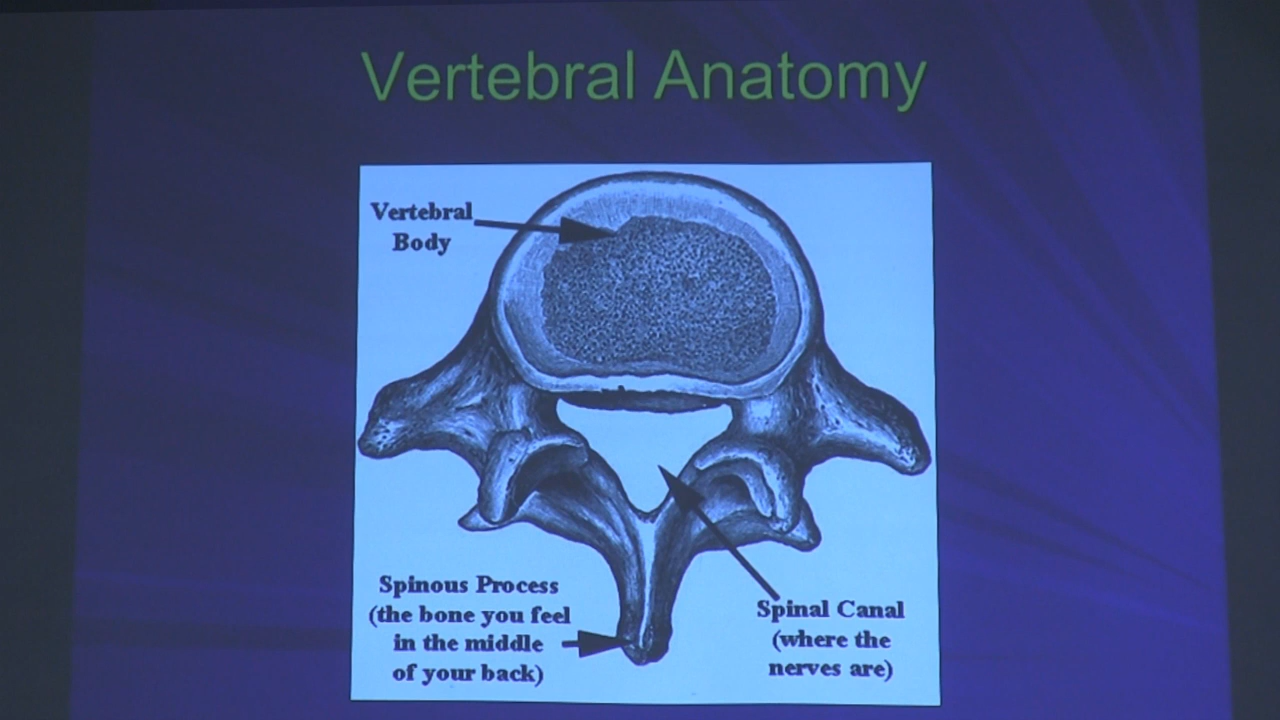 Vertebral Anatomy
Vertebral
Body
Spinous Process
(the bone you feel
in the middle
of your back)
Spinal Canal
(where the
nerves are)